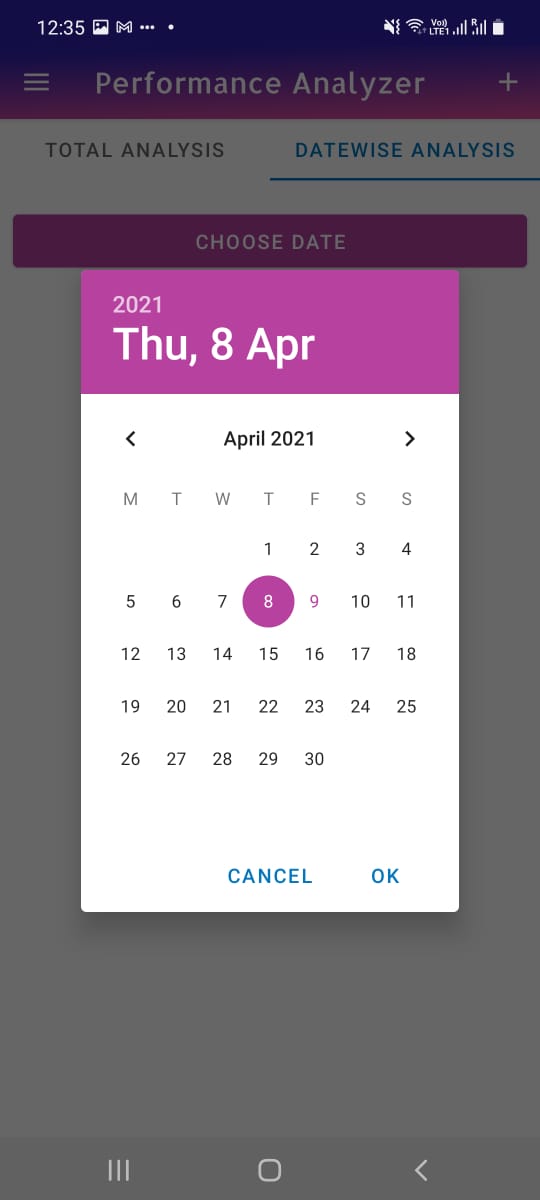 12:35
Vo)) R
LTE1
Performance Analyzer
TOTAL ANALYSIS DATEWISE ANALYSIS
CHOOSE DATE
2021
Thu, 8 Apr
April 2021
M T W T F S S
1 2 3 4
5 6 7 8 9 10 11
12 13 14 15 16 17 18
19 20 21 22 23 24 25
26 27 28 29 30
CANCEL OK